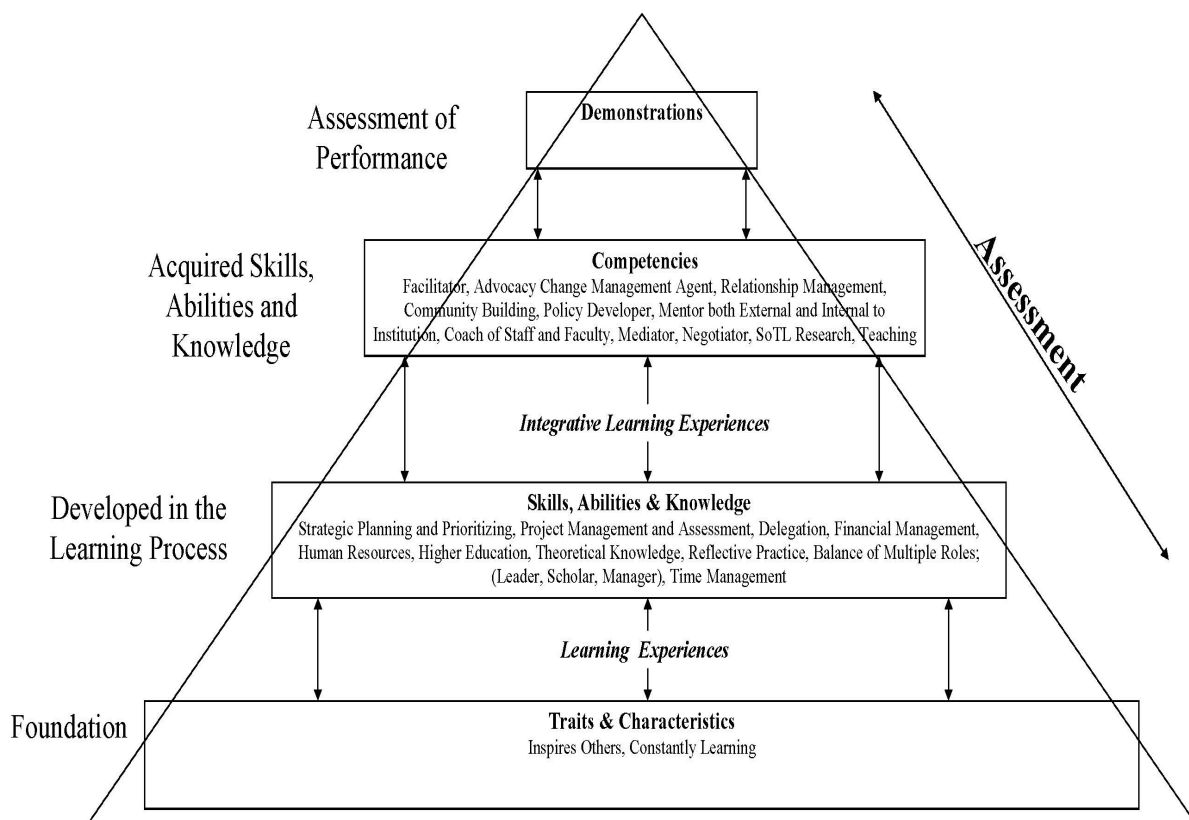 Assessment of
Performance
Demonstrations
Acquired Skills,
Abilities and
Knowledge
Competencies
Facilitator, Advocacy Change Management Agent, Relationship Management,
Community Building, Policy Developer, Mentor both External and Internal to
Institution, Coach of Staff and Faculty, Mediator, Negotiator, SoTL Research, Teaching
Assessment
Integrative Learning Experiences
Developed in the
Learning Process
Skills, Abilities & Knowledge
Strategic Planning and Prioritizing, Project Management and Assessment, Delegation, Financial Management,
Human Resources, Higher Education, Theoretical Knowledge, Reflective Practice, Balance of Multiple Roles;
(Leader, Scholar, Manager), Time Management
Learning Experiences
Foundation
Traits & Characteristics
Inspires Others, Constantly Learning